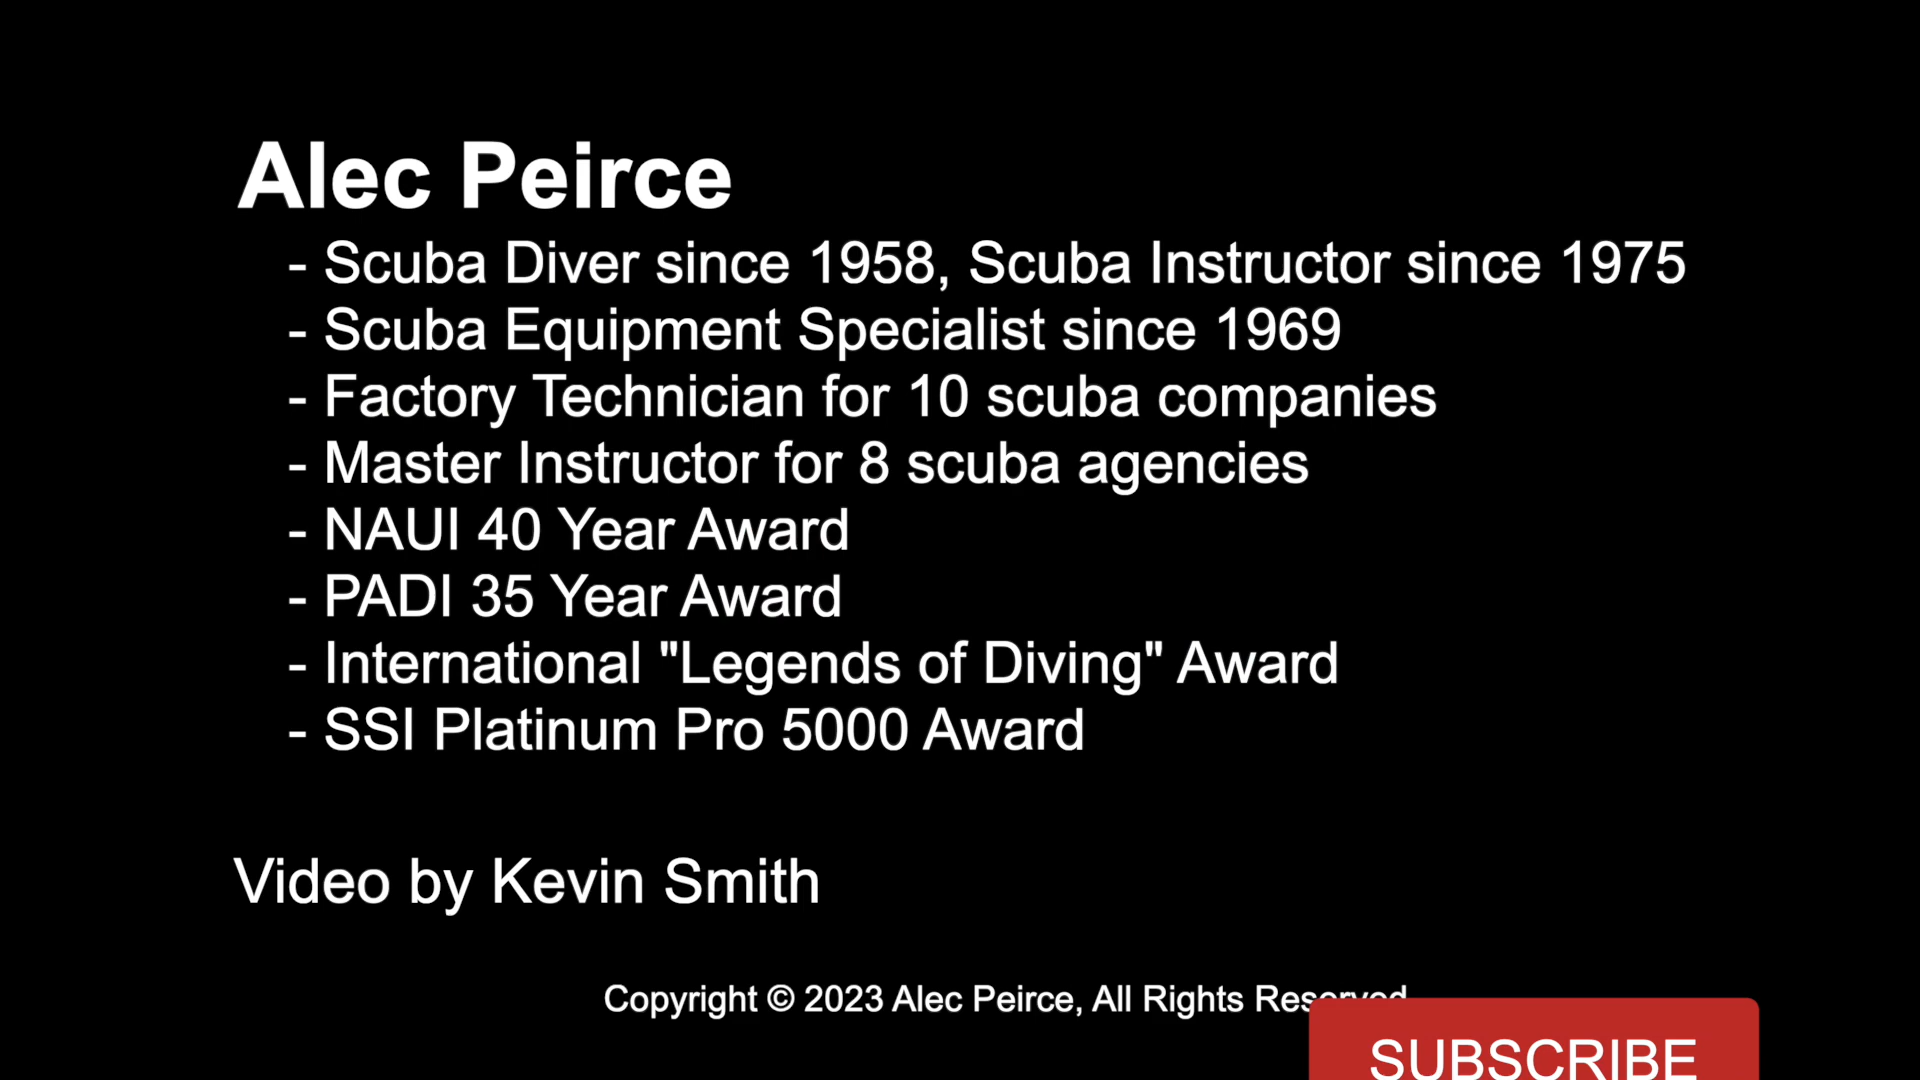 Alec Peirce
- Scuba Diver since 1958, Scuba Instructor since 1975
- Scuba Equipment Specialist since 1969
- Factory Technician for 10 scuba companies
- Master Instructor for 8 scuba agencies
- NAUI 40 Year Award
- PADI 35 Year Award
- International "Legends of Diving" Award
- SSI Platinum Pro 5000 Award
Video by Kevin Smith
Copyright © 2023 Alec Peirce, All Rights Reserved
SUBSCRIBE